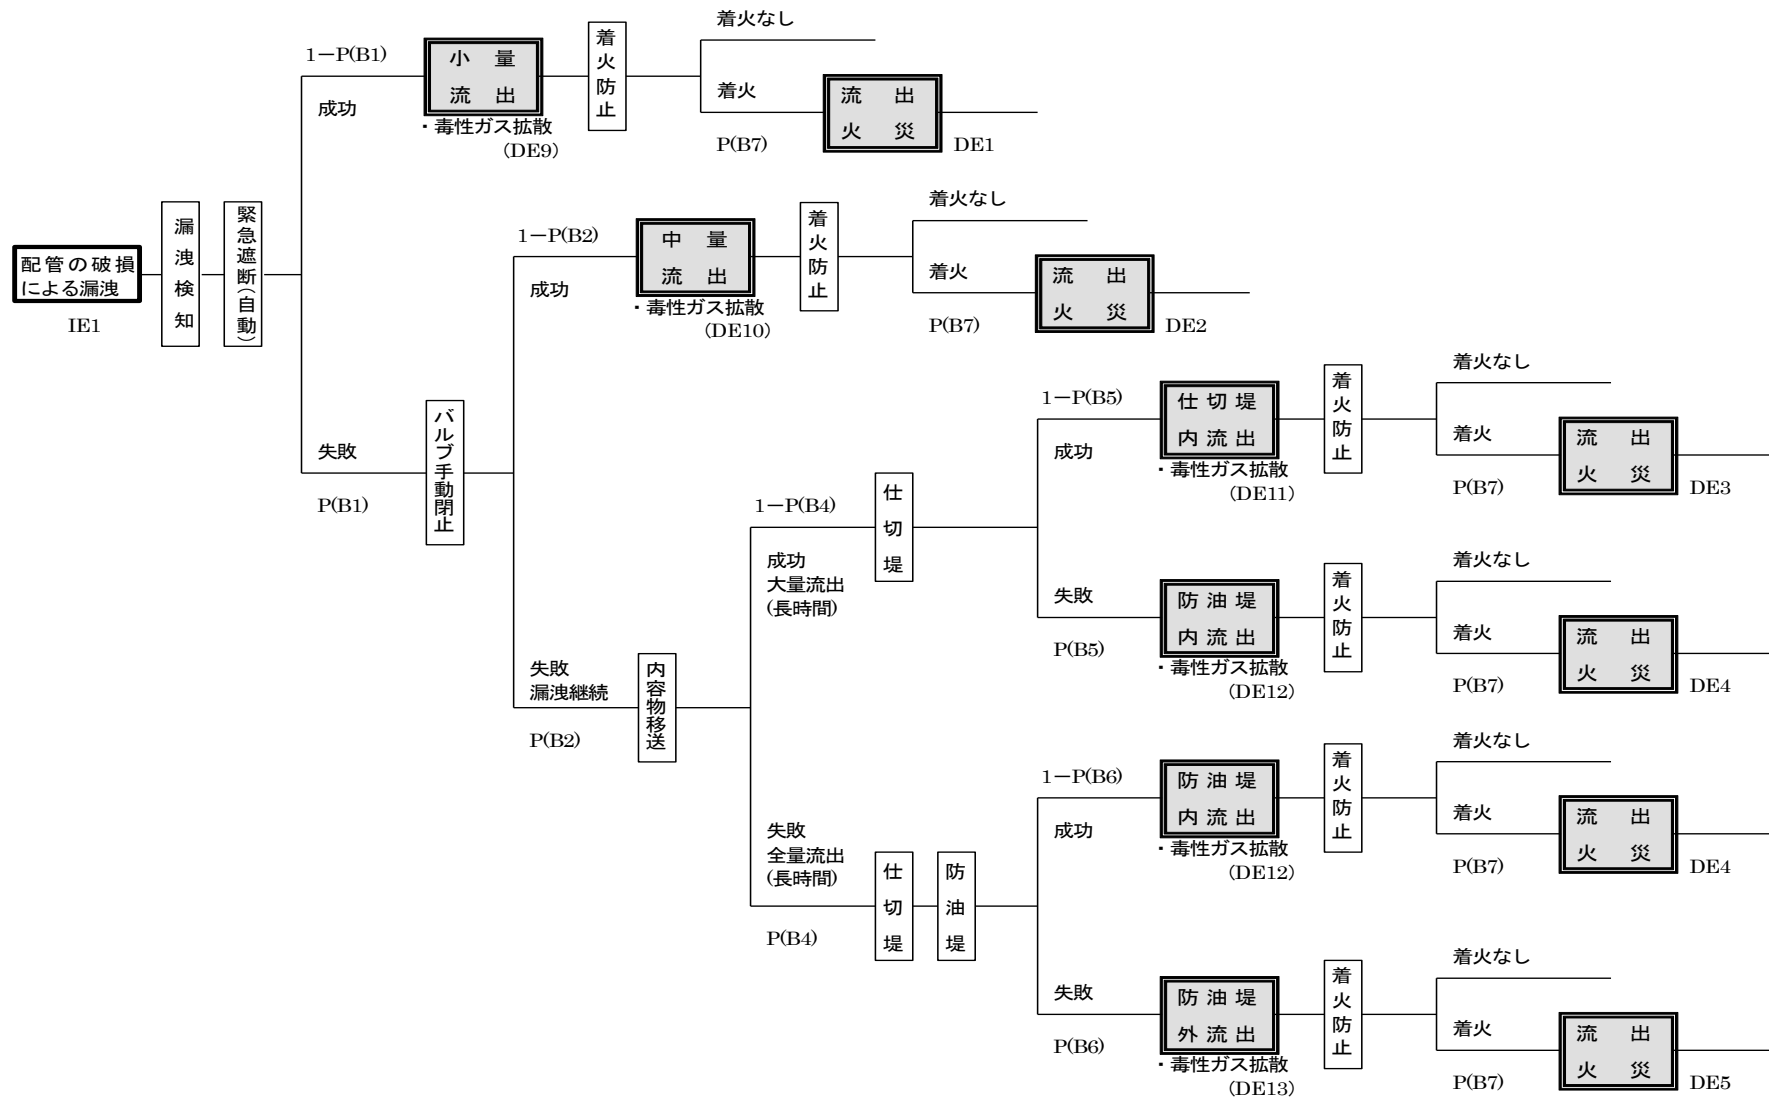 配管の破損
による漏洩
IE1
漏洩検知
緊急遮断(自動)
1−P(B1)
成功
小量
流出
・毒性ガス拡散
(DE9)
着火防止
着火なし
着火
P(B7)
流出
火災
DE1
失敗
P(B1)
バルブ手動閉止
1−P(B2)
成功
中量
流出
・毒性ガス拡散
(DE10)
着火防止
着火なし
着火
P(B7)
流出
火災
DE2
失敗
漏洩継続
P(B2)
内容物移送
1−P(B4)
成功
大量流出
(長時間)
仕切堤
1−P(B5)
成功
仕切堤
内流出
・毒性ガス拡散
(DE11)
着火防止
着火なし
着火
P(B7)
流出
火災
DE3
失敗
P(B5)
防油堤
内流出
・毒性ガス拡散
(DE12)
着火防止
着火なし
着火
P(B7)
流出
火災
DE4
失敗
全量流出
(長時間)
P(B4)
仕切堤
防油堤
1−P(B6)
成功
防油堤
内流出
・毒性ガス拡散
(DE12)
着火防止
着火なし
着火
P(B7)
流出
火災
DE4
失敗
P(B6)
防油堤
外流出
・毒性ガス拡散
(DE13)
着火防止
着火なし
着火
P(B7)
流出
火災
DE5